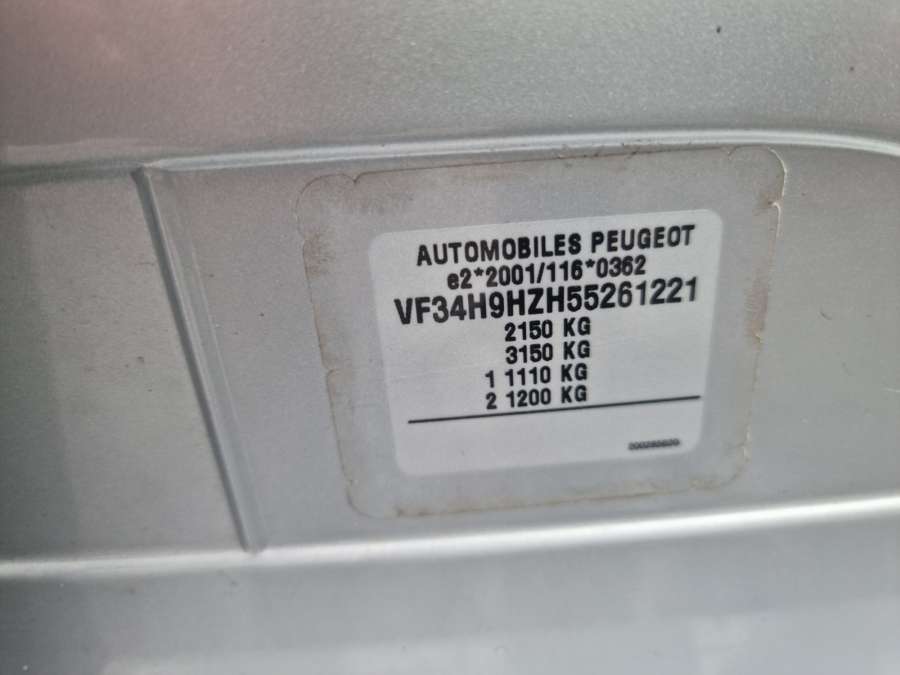 AUTOMOBILES PEUGEOT
e2*2001/116*0362
VF34H9HZH55261221
2150 KG
3150 KG
1 1110 KG
2 1200 KG